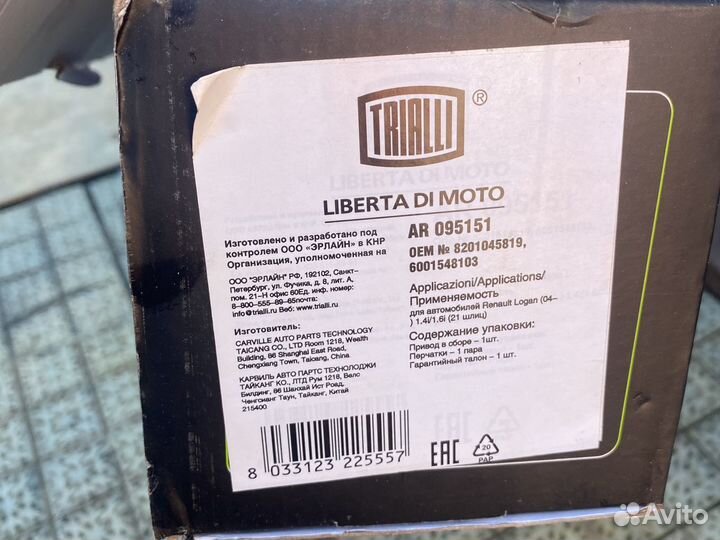 TRIALLI ®
LIBERTA DI MOTO
Изготовлено и разработано под
контролем ООО «ЭРЛАЙН» в КНР
Организация, уполномоченная на
ООО "ЭРЛАЙН" РФ, 192102, Санкт-
Петербург, ул. Фучика, д. 8, лит. А,
пом. 21-Н офис 60Ед. инф. номер:
8-800-555-89-65почта:
info@trialli.ru Веб: www.trialli.ru
Изготовитель:
CARVILLE AUTO PARTS TECHNOLOGY
TAICANG CO., LTD Room 1218, Wealth
Building, 86 Shanghai East Road,
Chengxiang Town, Taicang, China
КАРВИЛЬ АВТО ПАРТС ТЕХНОЛОДЖИ
ТАЙКАНГ КО., ЛТД Рум 1218, Велс
Билдинг, 86 Шанхай Ист Роад,
Ченгсианг Таун, Тайканг, Китай
215400
8 033123 225557
AR 095151
OEM № 8201045819,
6001548103
Applicazioni/Applications/
Применяемость
для автомобилей Renault Logan (04-
) 1.4i/1.6i (21 шлиц)
Содержание упаковки:
Привод в сборе - 1шт.
Перчатки - 1 пара
Гарантийный талон - 1 шт.
EAC
20
PAP
Avito